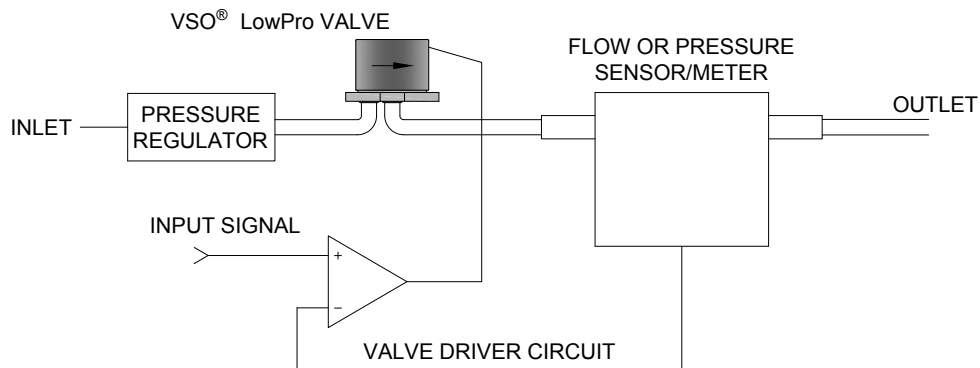 VSO® LowPro VALVE
FLOW OR PRESSURE
SENSOR/METER
OUTLET
INLET
PRESSURE
REGULATOR
INPUT SIGNAL
+
–
VALVE DRIVER CIRCUIT